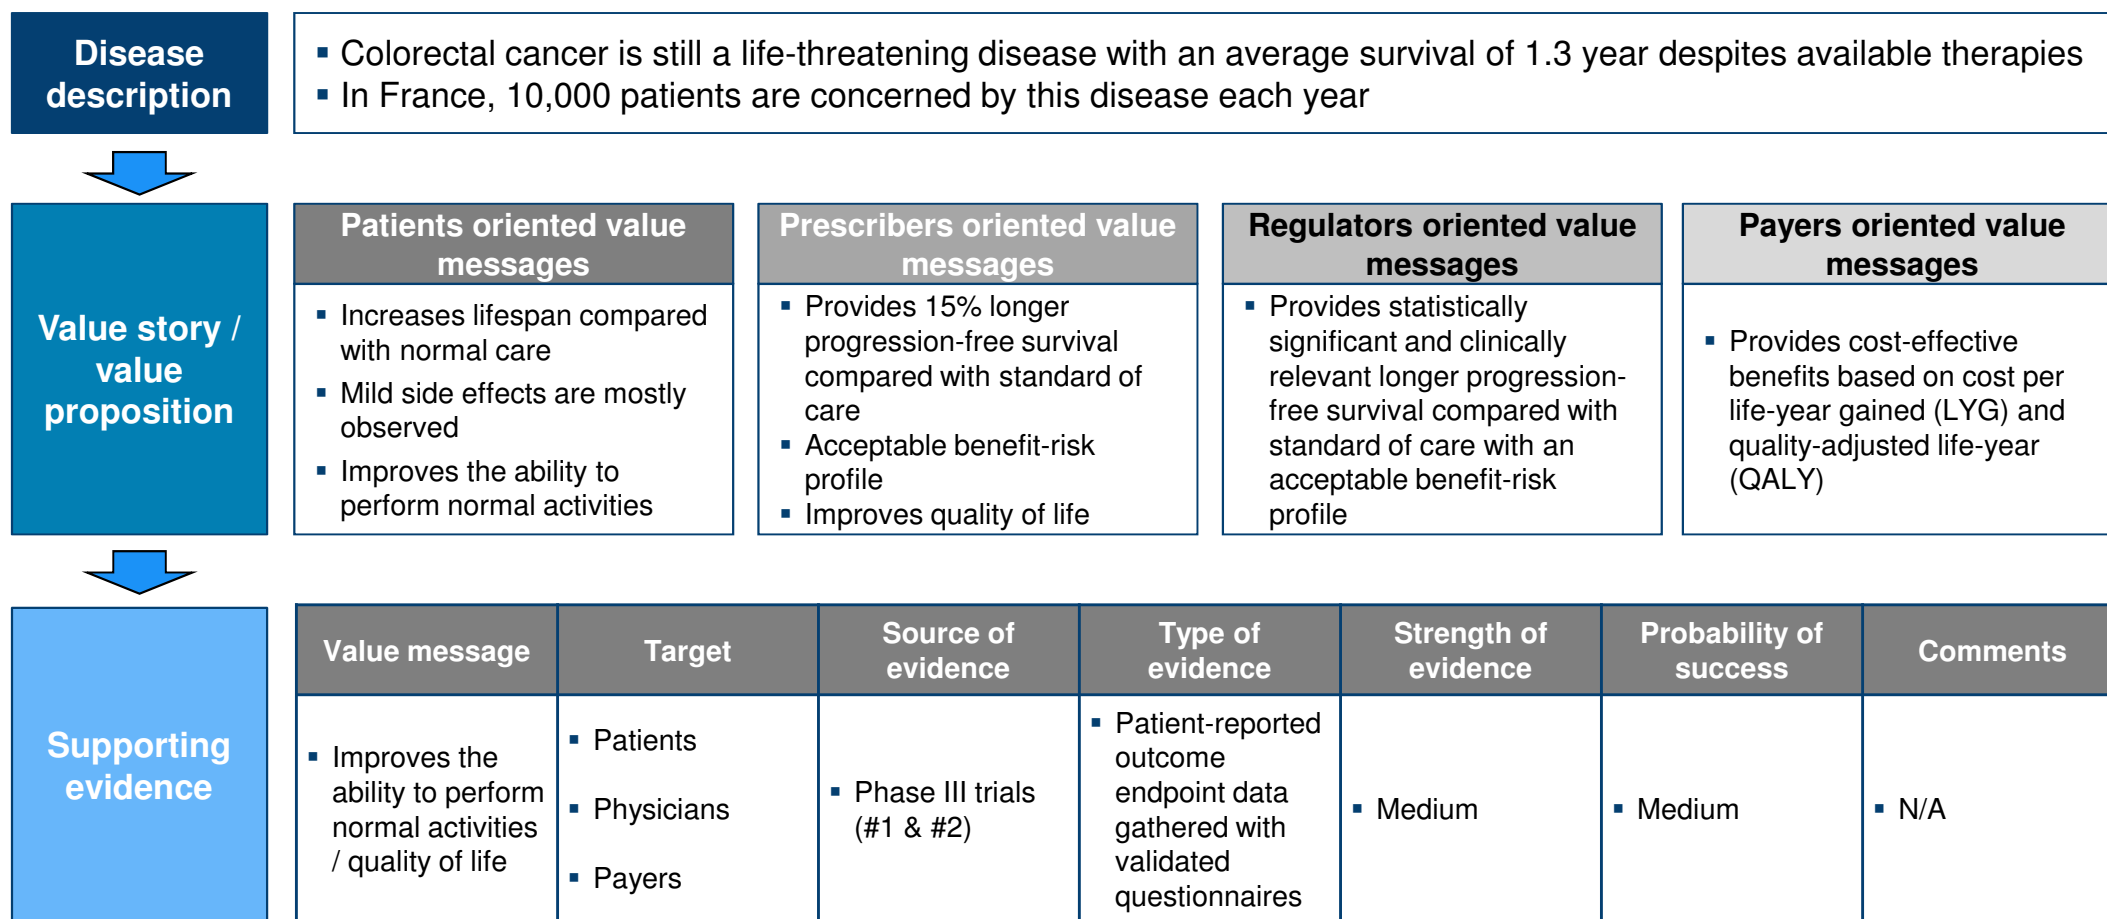 Disease
description
▪ Colorectal cancer is still a life-threatening disease with an average survival of 1.3 year despites available therapies
▪ In France, 10,000 patients are concerned by this disease each year
Value story /
value
proposition
Patients oriented value
messages
▪ Increases lifespan compared
with normal care
▪ Mild side effects are mostly
observed
▪ Improves the ability to
perform normal activities
Prescribers oriented value
messages
▪ Provides 15% longer
progression-free survival
compared with standard of
care
▪ Acceptable benefit-risk
profile
▪ Improves quality of life
Regulators oriented value
messages
▪ Provides statistically
significant and clinically
relevant longer progression-
free survival compared with
standard of care with an
acceptable benefit-risk
profile
Payers oriented value
messages
▪ Provides cost-effective
benefits based on cost per
life-year gained (LYG) and
quality-adjusted life-year
(QALY)
Supporting
evidence
Value message
Target
Source of
evidence
Type of
evidence
Strength of
evidence
Probability of
success
Comments
▪ Improves the
ability to perform
normal activities
/ quality of life
▪ Patients
▪ Physicians
▪ Payers
▪ Phase III trials
(#1 & #2)
▪ Patient-reported
outcome
endpoint data
gathered with
validated
questionnaires
▪ Medium
▪ Medium
▪ N/A